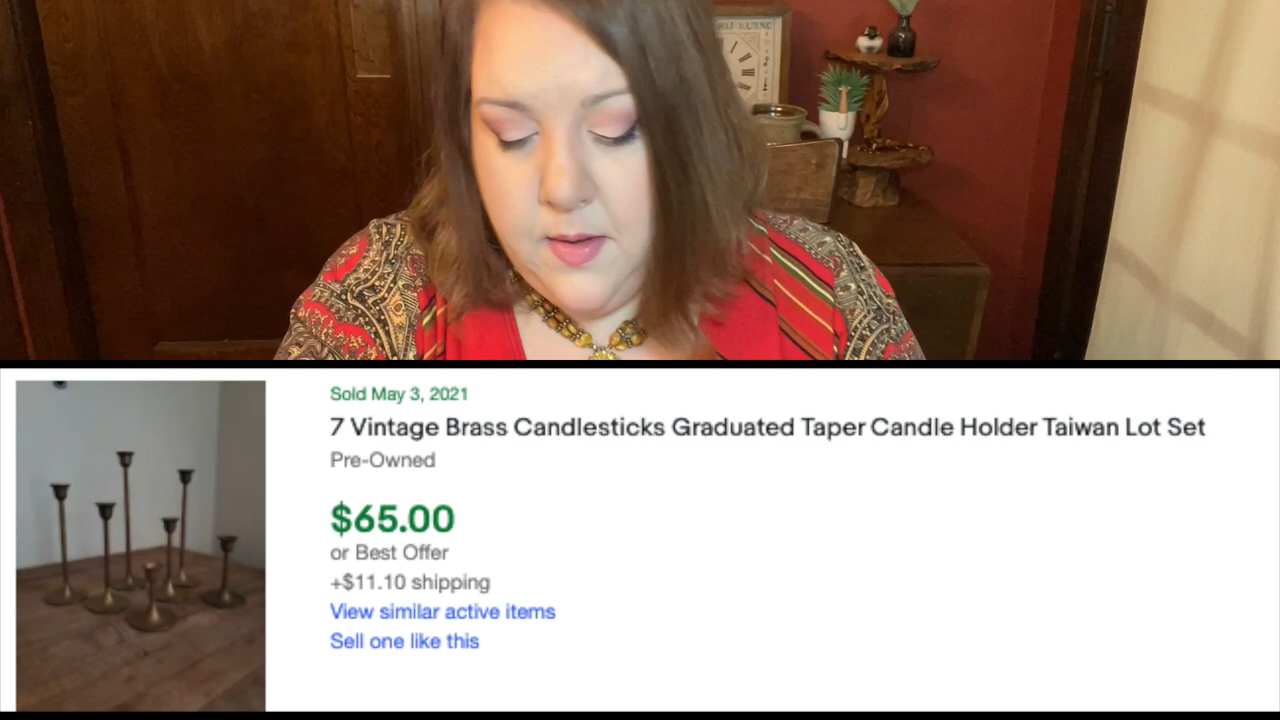 Sold May 3, 2021
7 Vintage Brass Candlesticks Graduated Taper Candle Holder Taiwan Lot Set
Pre-Owned
$65.00
or Best Offer
+$11.10 shipping
View similar active items
Sell one like this